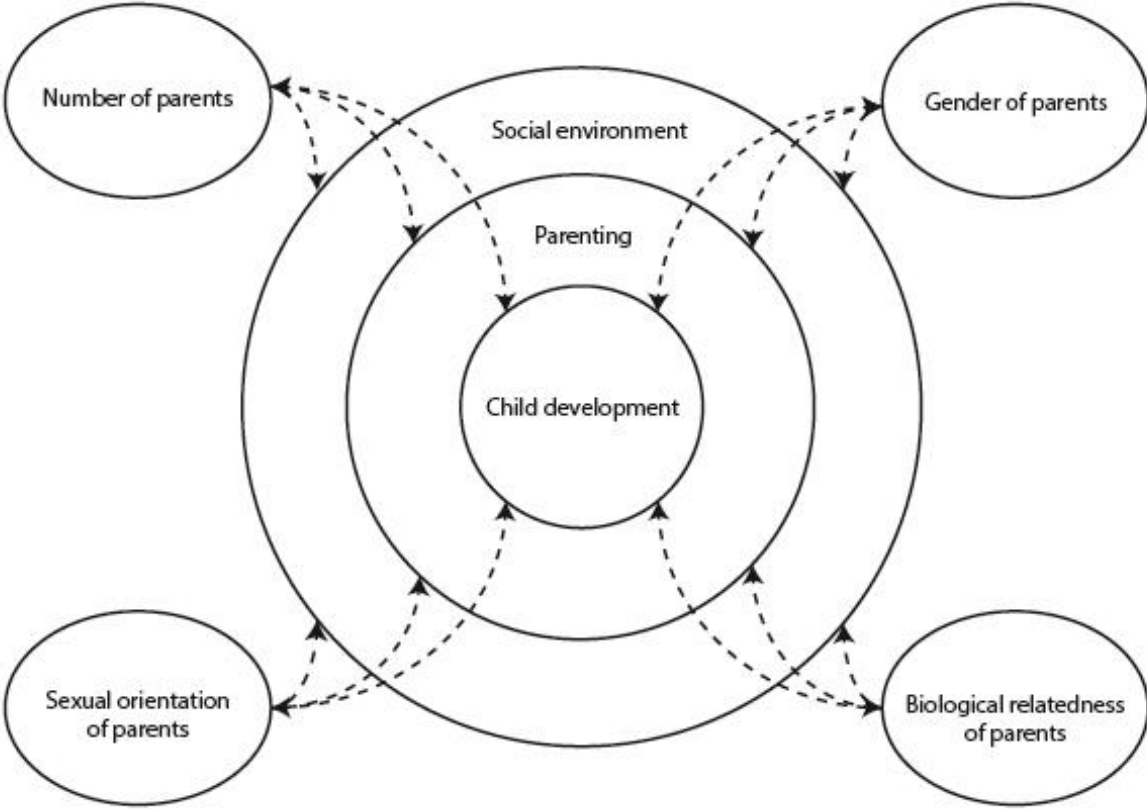 Number of parents
Gender of parents
Social environment
Parenting
Child development
Sexual orientation
of parents
Biological relatedness
of parents